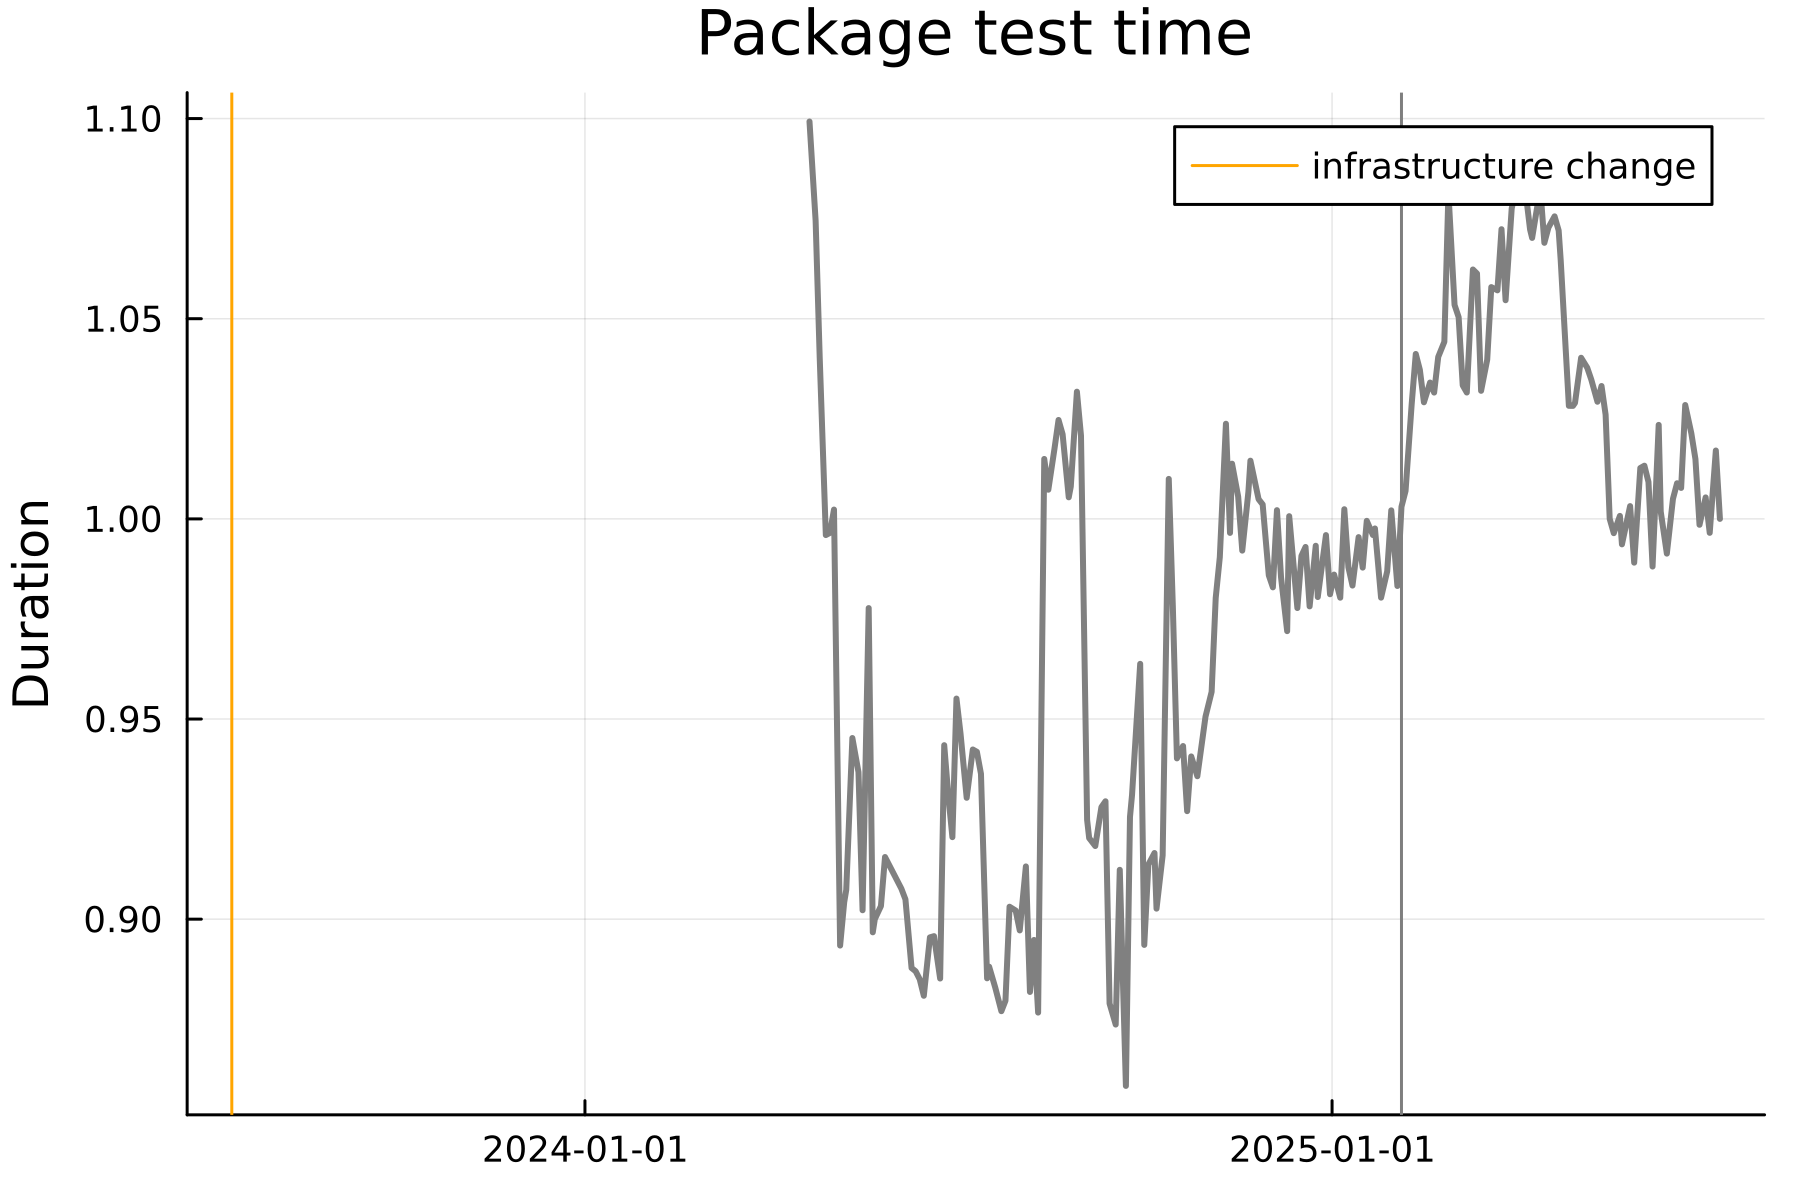 Package test time
infrastructure change
Duration
1.10
1.05
1.00
0.95
0.90
2024-01-01
2025-01-01